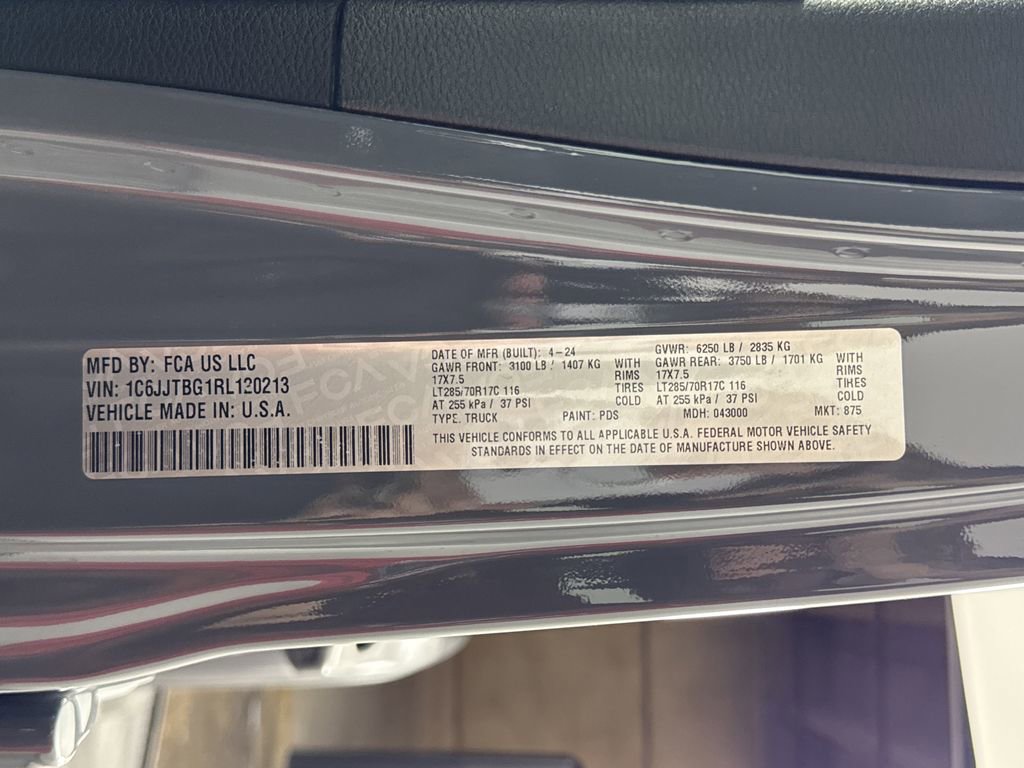 MFD BY: FCA US LLC
VIN: 1C6JJTBG1RL120213
VEHICLE MADE IN: U.S.A.
DATE OF MFR (BUILT): 4-24 GVWR: 6250 LB / 2835 KG
GAWR FRONT: 3100 LB / 1407 KG WITH GAWR REAR: 3750 LB / 1701 KG WITH
17X7.5 RIMS 17X7.5 RIMS
LT285/70R17C 116 TIRES LT285/70R17C 116 TIRES
AT 255 kPa / 37 PSI COLD AT 255 kPa / 37 PSI COLD
TYPE: TRUCK PAINT: PDS MDH: 043000 MKT: 875
THIS VEHICLE CONFORMS TO ALL APPLICABLE U.S.A. FEDERAL MOTOR VEHICLE SAFETY
STANDARDS IN EFFECT ON THE DATE OF MANUFACTURE SHOWN ABOVE.